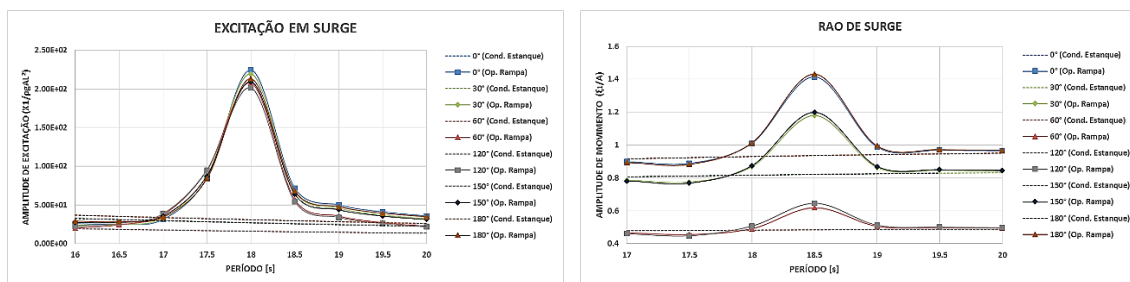 EXCITAÇÃO EM SURGE
AMPLITUDE DE EXCITAÇÃO (X1/ρgAL²)
2.50E+02
2.00E+02
1.50E+02
1.00E+02
5.00E+01
0.00E+00
16 16.5 17 17.5 18 18.5 19 19.5 20
PERÍODO [s]
0° (Cond. Estanque)
0° (Op. Rampa)
30° (Cond. Estanque)
30° (Op. Rampa)
60° (Cond. Estanque)
60° (Op. Rampa)
120° (Cond. Estanque)
120° (Op. Rampa)
150° (Cond. Estanque)
150° (Op. Rampa)
180° (Cond. Estanque)
180° (Op. Rampa)
RAO DE SURGE
AMPLITUDE DE MOVIMENTO (ξ1/A)
1.6
1.4
1.2
1
0.8
0.6
0.4
17 17.5 18 18.5 19 19.5 20
PERÍODO [s]
0° (Cond. Estanque)
0° (Op. Rampa)
30° (Cond. Estanque)
30° (Op. Rampa)
60° (Cond. Estanque)
60° (Op. Rampa)
120° (Cond. Estanque)
120° (Op. Rampa)
150° (Cond. Estanque)
150° (Op. Rampa)
180° (Cond. Estanque)
180° (Op. Rampa)